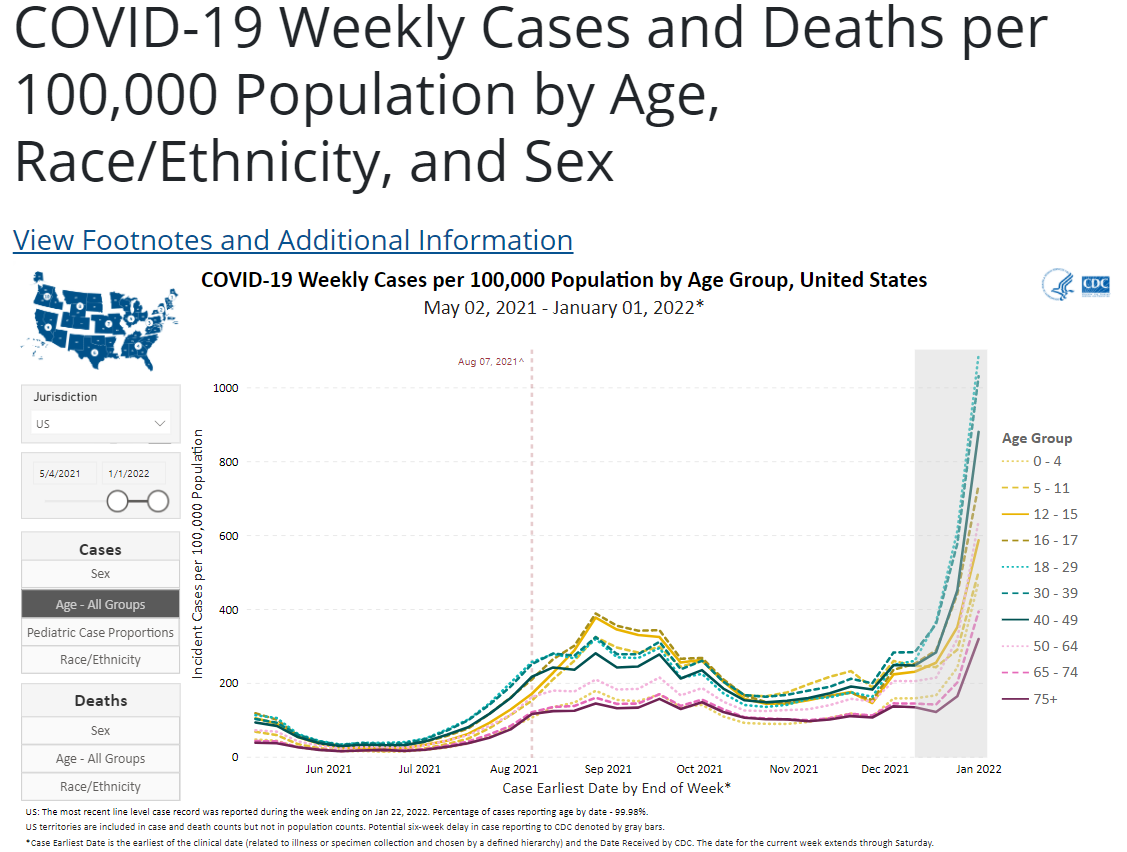 COVID-19 Weekly Cases and Deaths per
100,000 Population by Age,
Race/Ethnicity, and Sex
View Footnotes and Additional Information
COVID-19 Weekly Cases per 100,000 Population by Age Group, United States
May 02, 2021 - January 01, 2022*
CDC
Jurisdiction
US
5/4/2021
1/1/2022
Cases
Sex
Age - All Groups
Pediatric Case Proportions
Race/Ethnicity
Deaths
Sex
Age - All Groups
Race/Ethnicity
Incident Cases per 100,000 Population
1000
800
600
400
200
0
Aug 07, 2021^
Jun 2021
Jul 2021
Aug 2021
Sep 2021
Oct 2021
Nov 2021
Dec 2021
Jan 2022
Case Earliest Date by End of Week*
Age Group
0 - 4
5 - 11
12 - 15
16 - 17
18 - 29
30 - 39
40 - 49
50 - 64
65 - 74
75+
US: The most recent line level case record was reported during the week ending on Jan 22, 2022. Percentage of cases reporting age by date - 99.98%.
US territories are included in case and death counts but not in population counts. Potential six-week delay in case reporting to CDC denoted by gray bars.
*Case Earliest Date is the earliest of the clinical date (related to illness or specimen collection and chosen by a defined hierarchy) and the Date Received by CDC. The date for the current week extends through Saturday.